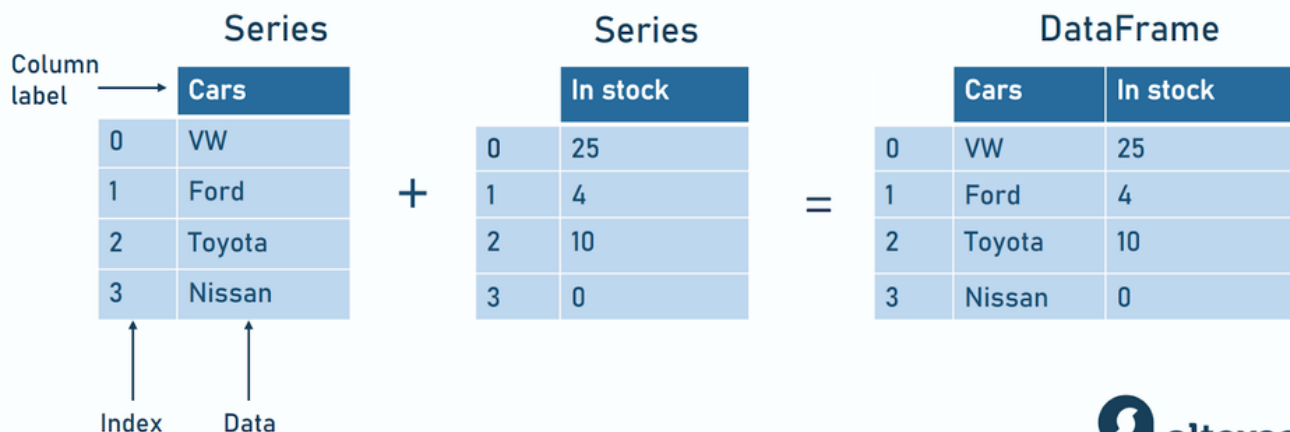 Series
Column
label
Cars
0 VW
1 Ford
2 Toyota
3 Nissan
Index
Data
+
Series
In stock
0 25
1 4
2 10
3 0
=
DataFrame
Cars In stock
0 VW 25
1 Ford 4
2 Toyota 10
3 Nissan 0